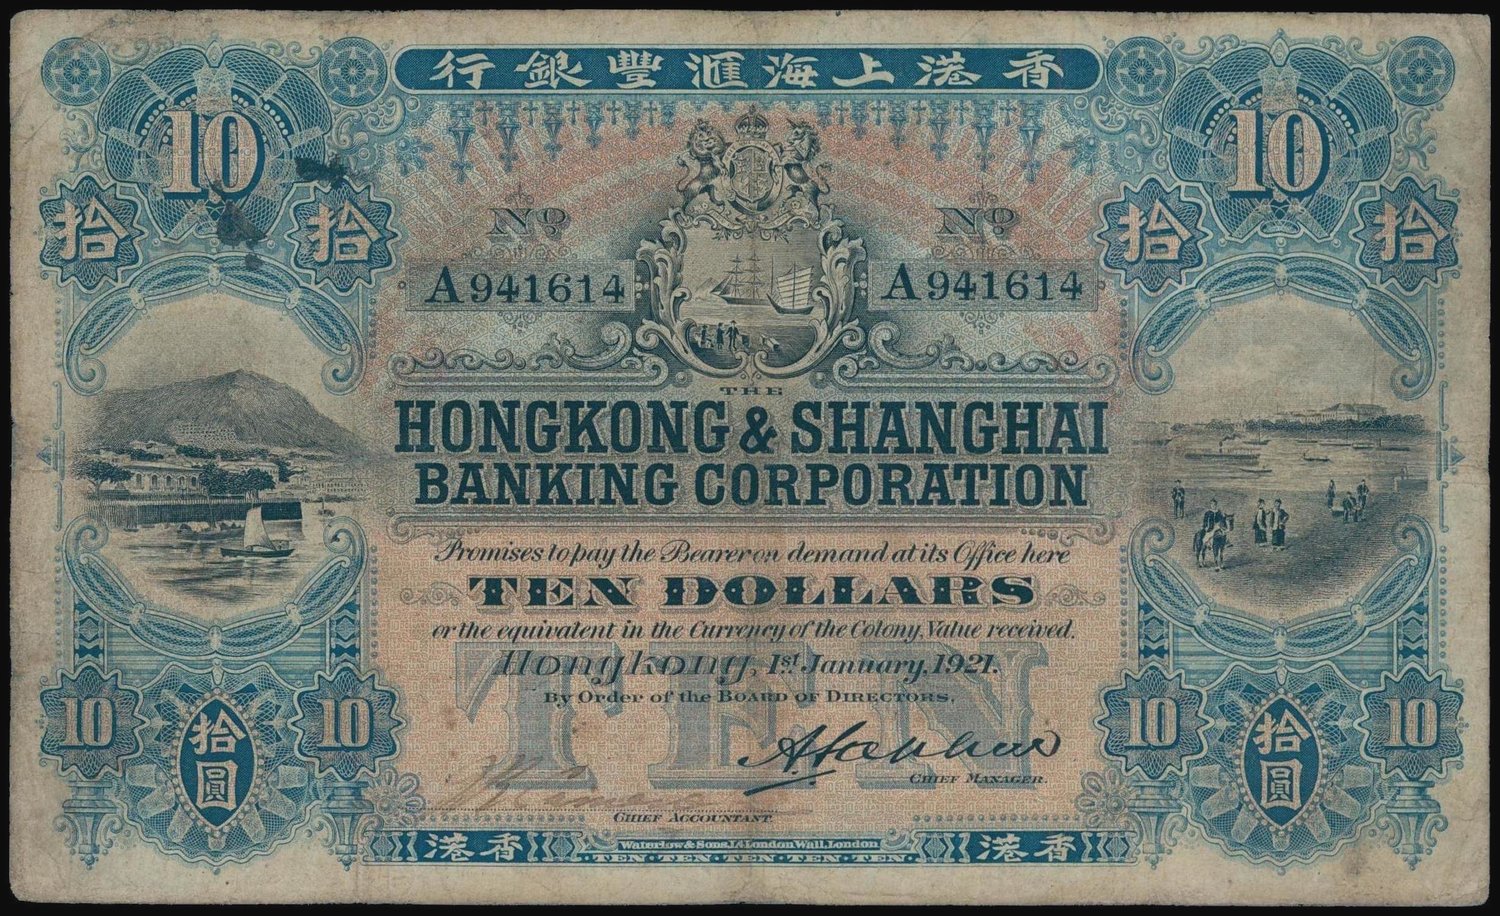 行銀豐滙海上港香
10 10
拾 拾 拾 拾
No. No.
A941614 A941614
THE
HONGKONG & SHANGHAI
BANKING CORPORATION
Promises to pay the Bearer on demand at its Office here
TEN DOLLARS
or the equivalent in the Currency of the Colony, Value received.
Hongkong, 1st January, 1921.
By Order of the BOARD OF DIRECTORS,
TEN
10 10 10 10
拾圓 拾圓
CHIEF MANAGER.
CHIEF ACCOUNTANT.
港香 港香
Waterlow & Sons Ld. London Wall, London
TEN·TEN·TEN·TEN·TEN